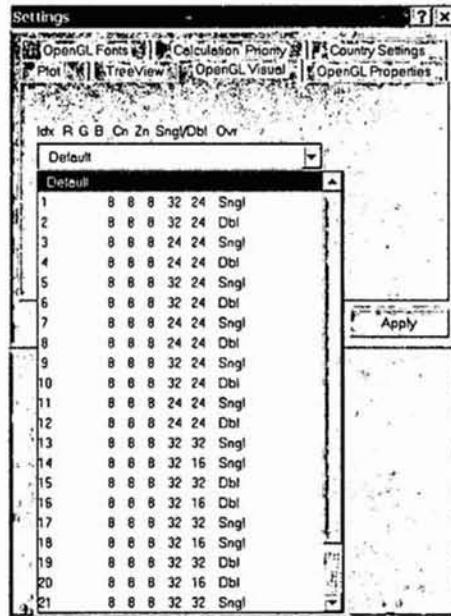 Settings
OpenGL Fonts Calculation Priority Country Settings
Plot TreeView OpenGL Visual OpenGL Properties
Idx R G B Cn Zn Sngl/Dbl Ovr
Default
Default
1 8 8 8 32 24 Sngl
2 8 8 8 32 24 Dbl
3 8 8 8 24 24 Sngl
4 8 8 8 24 24 Dbl
5 8 8 8 32 24 Sngl
6 8 8 8 32 24 Dbl
7 8 8 8 24 24 Sngl
8 8 8 8 24 24 Dbl
9 8 8 8 32 24 Sngl
10 8 8 8 32 24 Dbl
11 8 8 8 24 24 Sngl
12 8 8 8 24 24 Dbl
13 8 8 8 32 32 Sngl
14 8 8 8 32 16 Sngl
15 8 8 8 32 32 Dbl
16 8 8 8 32 16 Dbl
17 8 8 8 32 32 Sngl
18 8 8 8 32 16 Sngl
19 8 8 8 32 32 Dbl
20 8 8 8 32 16 Dbl
21 8 8 8 32 32 Sngl
Apply